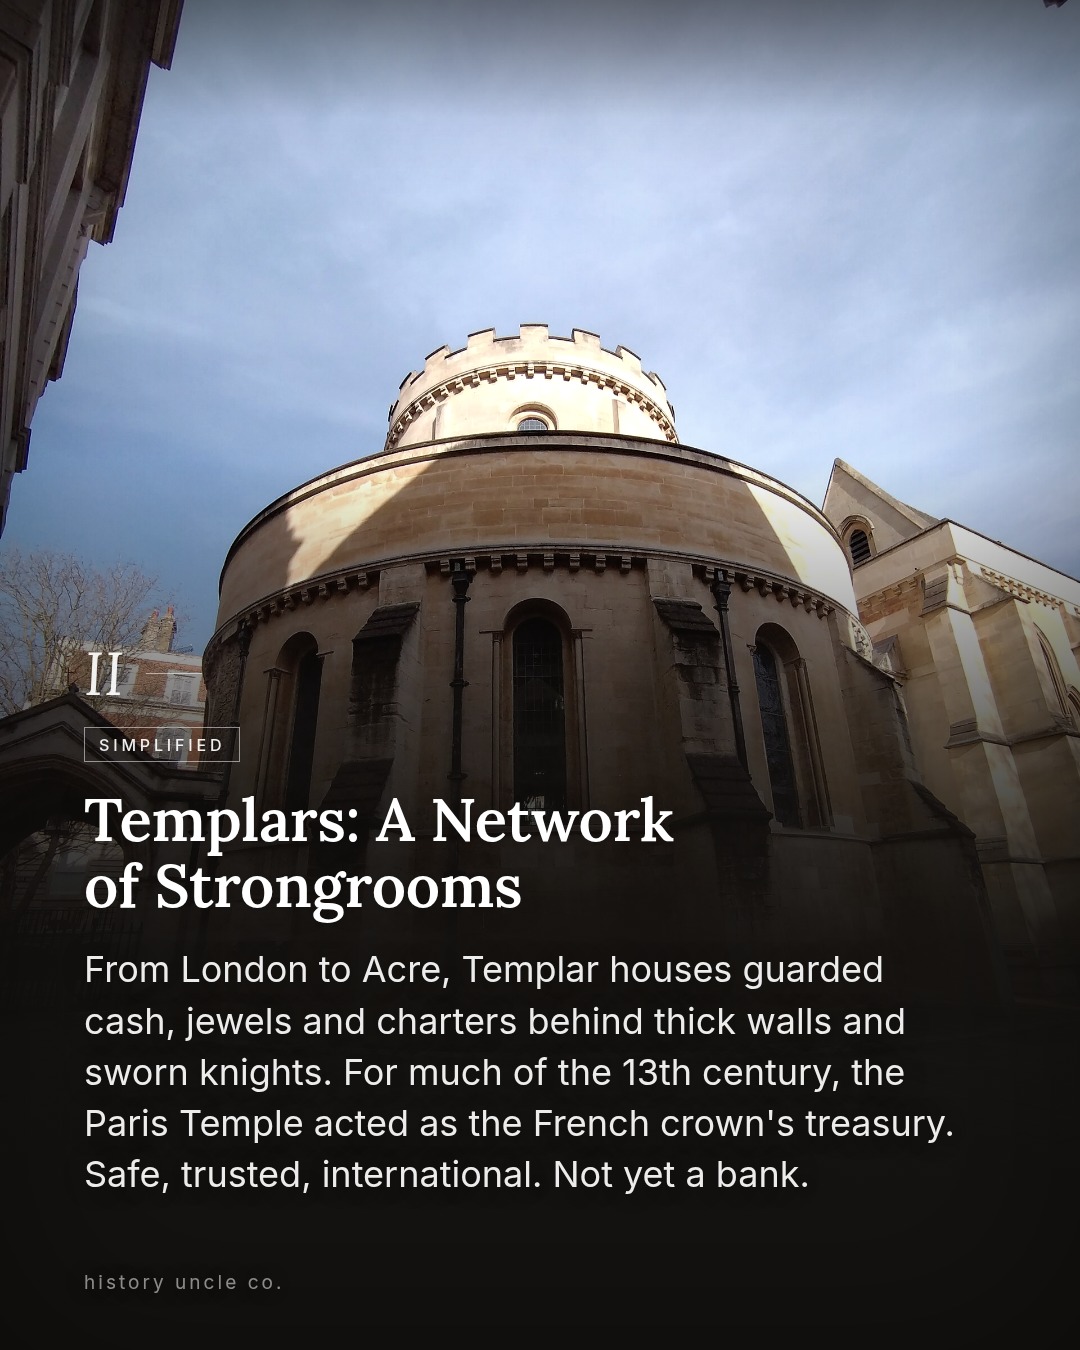 II
SIMPLIFIED
Templars: A Network
of Strongrooms
From London to Acre, Templar houses guarded
cash, jewels and charters behind thick walls and
sworn knights. For much of the 13th century, the
Paris Temple acted as the French crown's treasury.
Safe, trusted, international. Not yet a bank.
history uncle co.